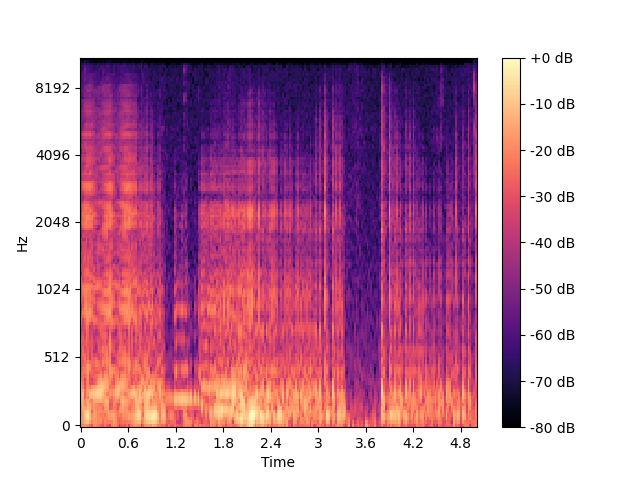 8192
4096
2048
1024
512
0
Hz
0 0.6 1.2 1.8 2.4 3 3.6 4.2 4.8
Time
+0 dB
-10 dB
-20 dB
-30 dB
-40 dB
-50 dB
-60 dB
-70 dB
-80 dB